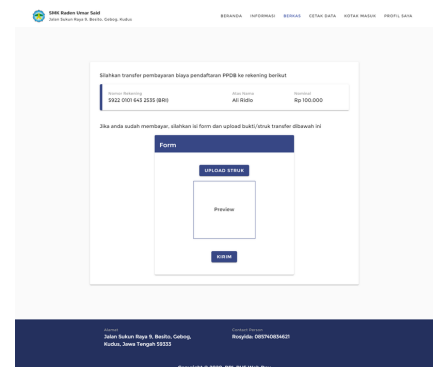 SMK Raden Umar Said
Jalan Sukun Raya 9, Besito, Gebog, Kudus
BERANDA INFORMASI BERKAS CETAK DATA KOTAK MASUK PROFIL SAYA
Silahkan transfer pembayaran biaya pendaftaran PPDB ke rekening berikut
Nomor Rekening Atas Nama Nominal
5922 0101 643 2535 (BRI) Ali Ridlo Rp 100.000
Jika anda sudah membayar, silahkan isi form dan upload bukti/struk transfer dibawah ini
Form
UPLOAD STRUK
Preview
KIRIM
Alamat Contact Person
Jalan Sukun Raya 9, Besito, Gebog, Rosyida: 085740834621
Kudus, Jawa Tengah 59333